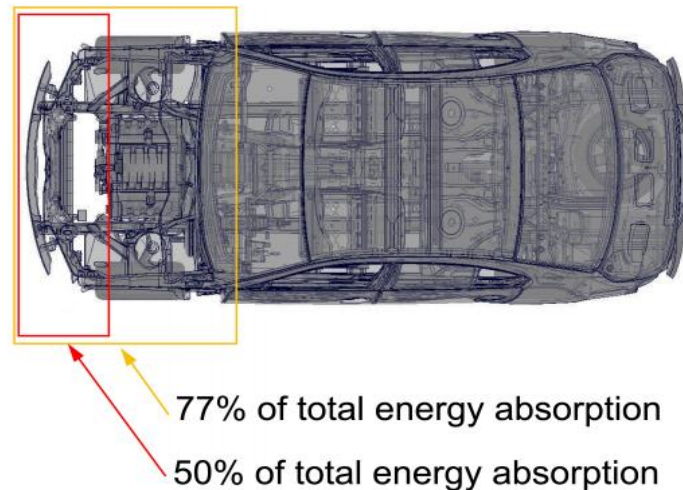 77% of total energy absorption
50% of total energy absorption